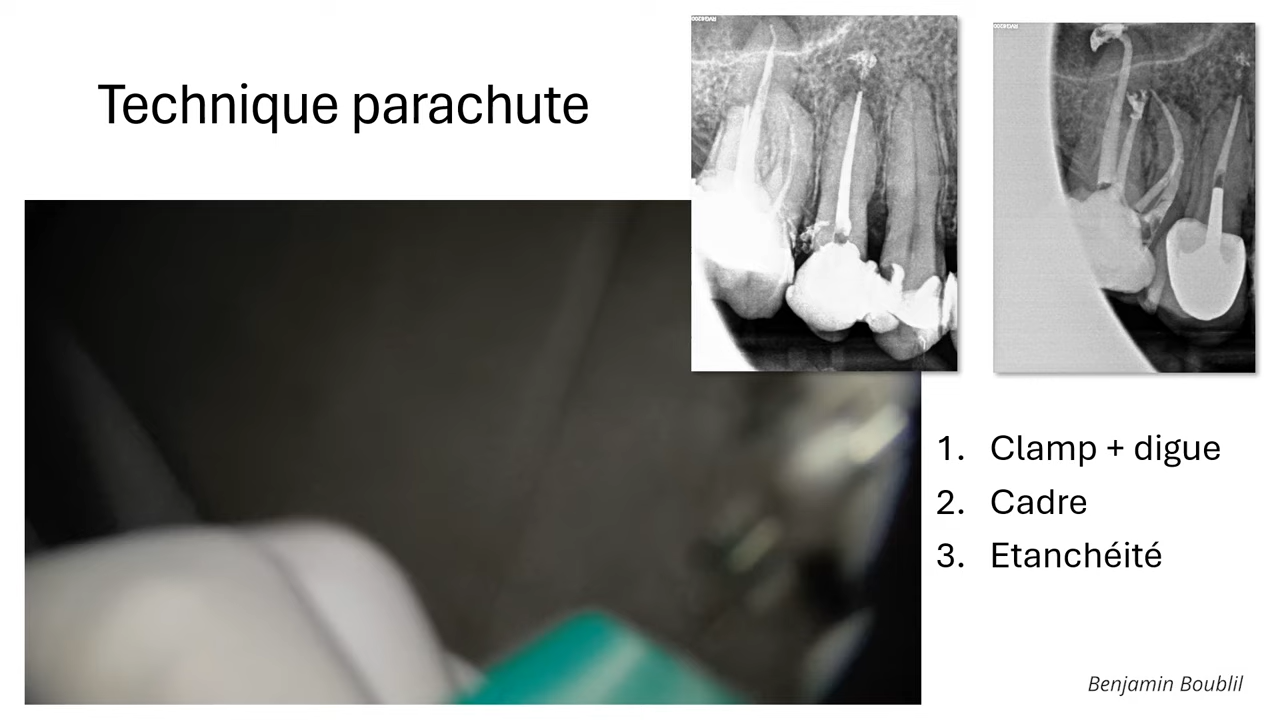 Technique parachute
1. Clamp + digue
2. Cadre
3. Etanchéité
Benjamin Boublil